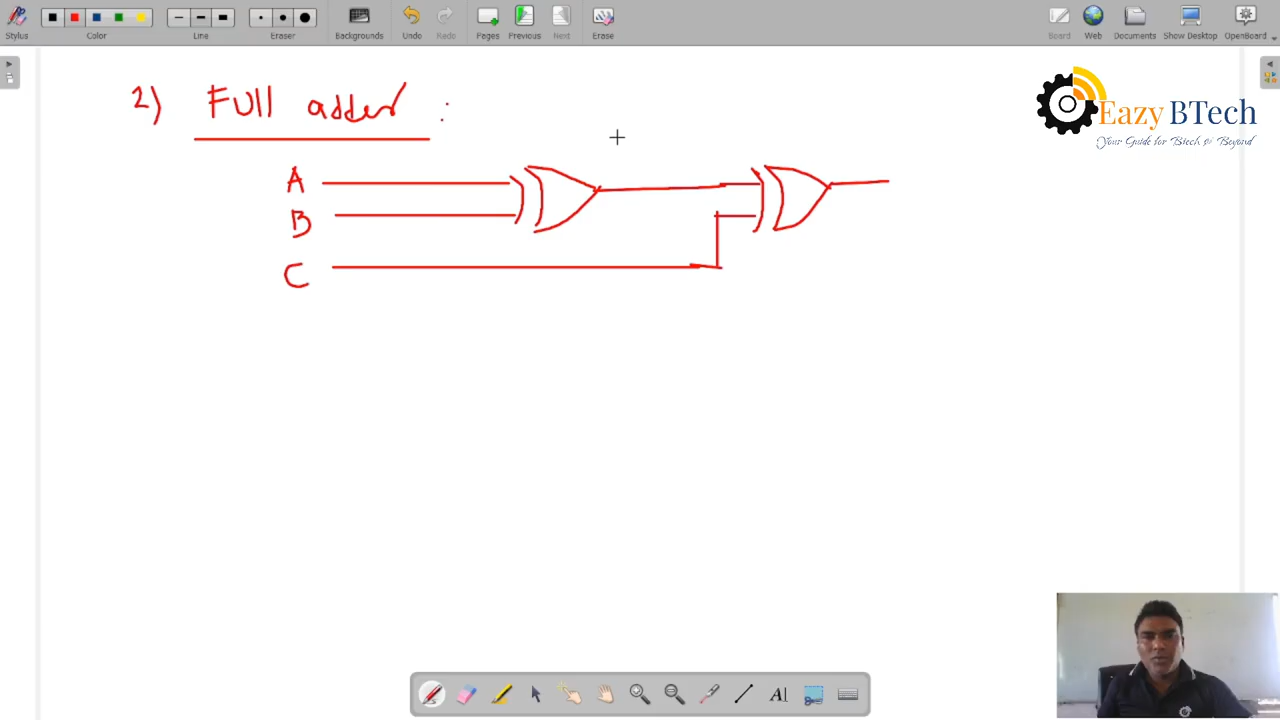 Stylus Color Line Eraser Backgrounds Undo Redo Pages Previous Next Erase Board Web Documents Show Desktop OpenBoard
2) Full adder :
Eazy BTech
Your Guide for Btech & Beyond
A
B
C
AI